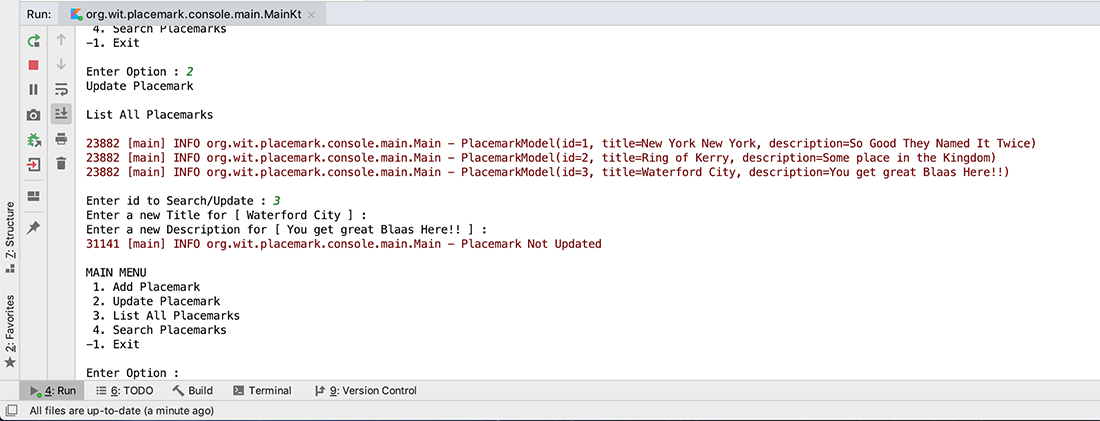 Run: org.wit.placemark.console.main.MainKt
4. Search Placemarks
-1. Exit
Enter Option : 2
Update Placemark
List All Placemarks
23882 [main] INFO org.wit.placemark.console.main.Main - PlacemarkModel(id=1, title=New York New York, description=So Good They Named It Twice)
23882 [main] INFO org.wit.placemark.console.main.Main - PlacemarkModel(id=2, title=Ring of Kerry, description=Some place in the Kingdom)
23882 [main] INFO org.wit.placemark.console.main.Main - PlacemarkModel(id=3, title=Waterford City, description=You get great Blaas Here!!)
Enter id to Search/Update : 3
Enter a new Title for [ Waterford City ] :
Enter a new Description for [ You get great Blaas Here!! ] :
31141 [main] INFO org.wit.placemark.console.main.Main - Placemark Not Updated
MAIN MENU
1. Add Placemark
2. Update Placemark
3. List All Placemarks
4. Search Placemarks
-1. Exit
Enter Option :
Z: Structure
2: Favorites
4: Run 6: TODO Build Terminal 9: Version Control
All files are up-to-date (a minute ago)